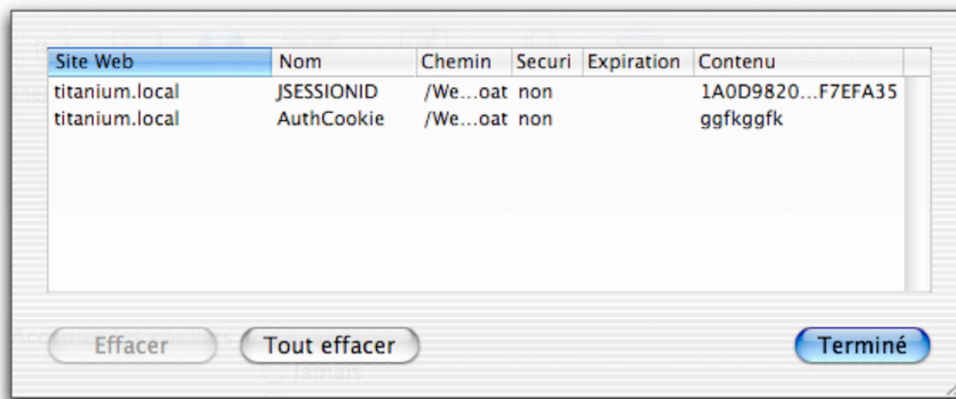 Site Web Nom Chemin Securi Expiration Contenu
titanium.local JSESSIONID /We...oat non 1A0D9820...F7EFA35
titanium.local AuthCookie /We...oat non ggfkggfk
Effacer Tout effacer Terminé
Jamais